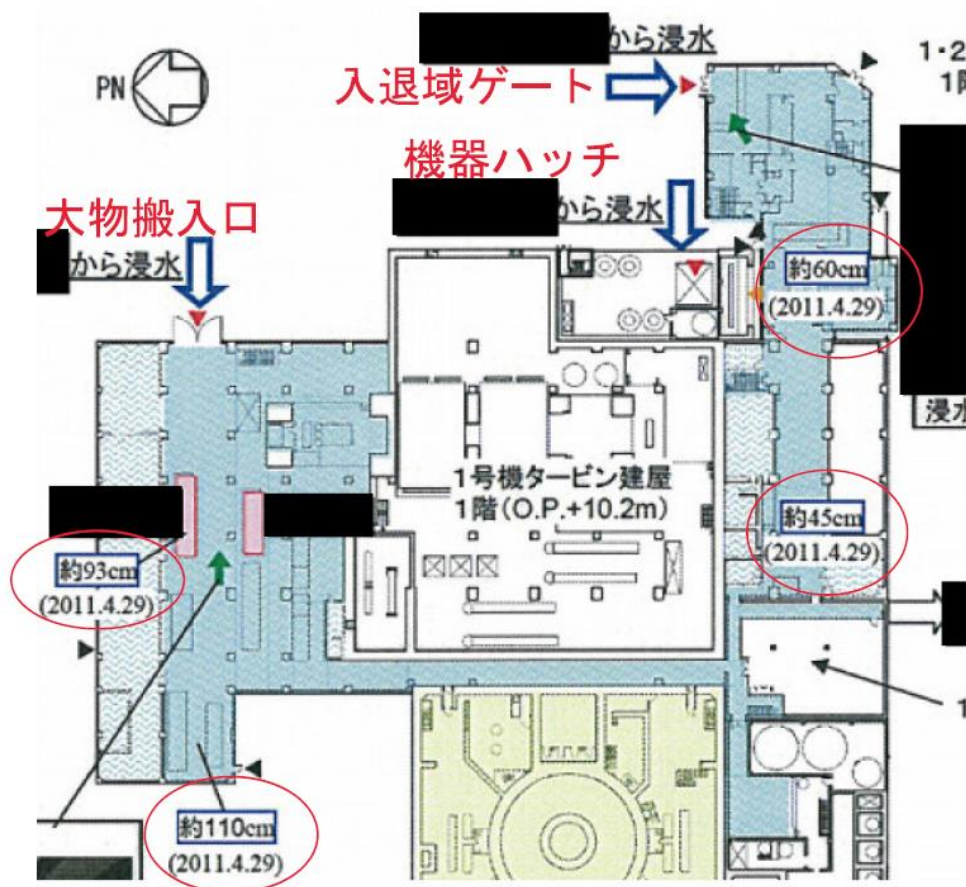 から浸水
1・2
1階
PN
入退域ゲート
機器ハッチ
から浸水
大物搬入口
から浸水
約60cm
(2011.4.29)
浸水
1号機タービン建屋
1階(O.P.+10.2m)
約45cm
(2011.4.29)
約93cm
(2011.4.29)
1
約110cm
(2011.4.29)